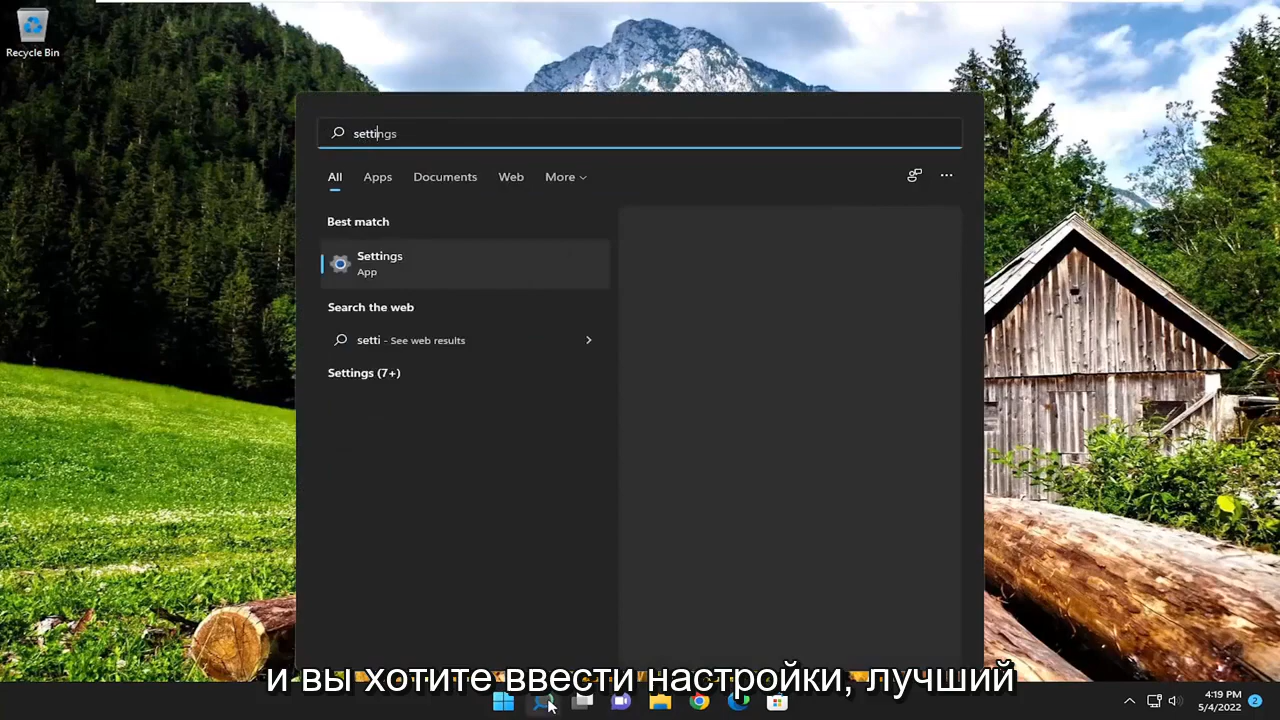 Recycle Bin
settings
All Apps Documents Web More
Best match
Settings
App
Search the web
setti - See web results
Settings (7+)
и вы хотите ввести настройки, лучший
4:19 PM
5/4/2022
2